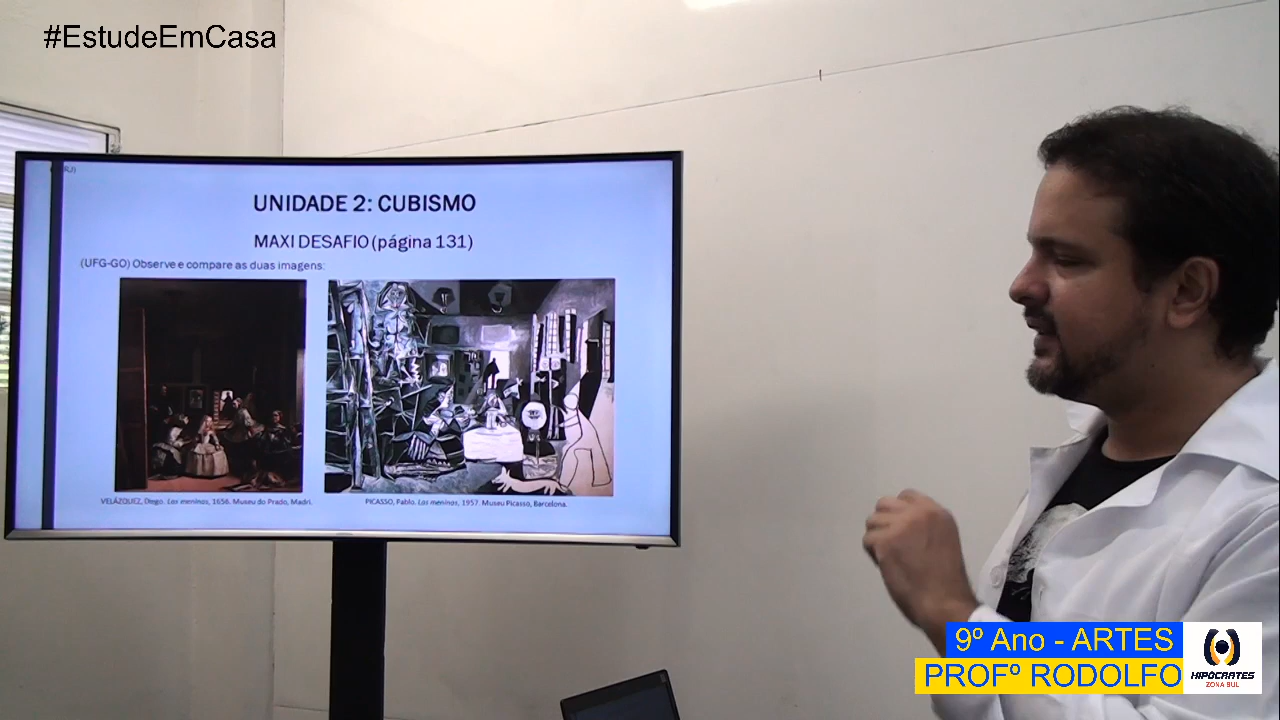 #EstudeEmCasa
UNIDADE 2: CUBISMO
MAXI DESAFIO (página 131)
(UFG-GO) Observe e compare as duas imagens:
VELÁZQUEZ, Diego. Las meninas, 1656. Museu do Prado, Madri.
PICASSO, Pablo. Las meninas, 1957. Museu Picasso, Barcelona.
9º Ano - ARTES
PROFº RODOLFO
HIPÓCRATES
ZONA SUL